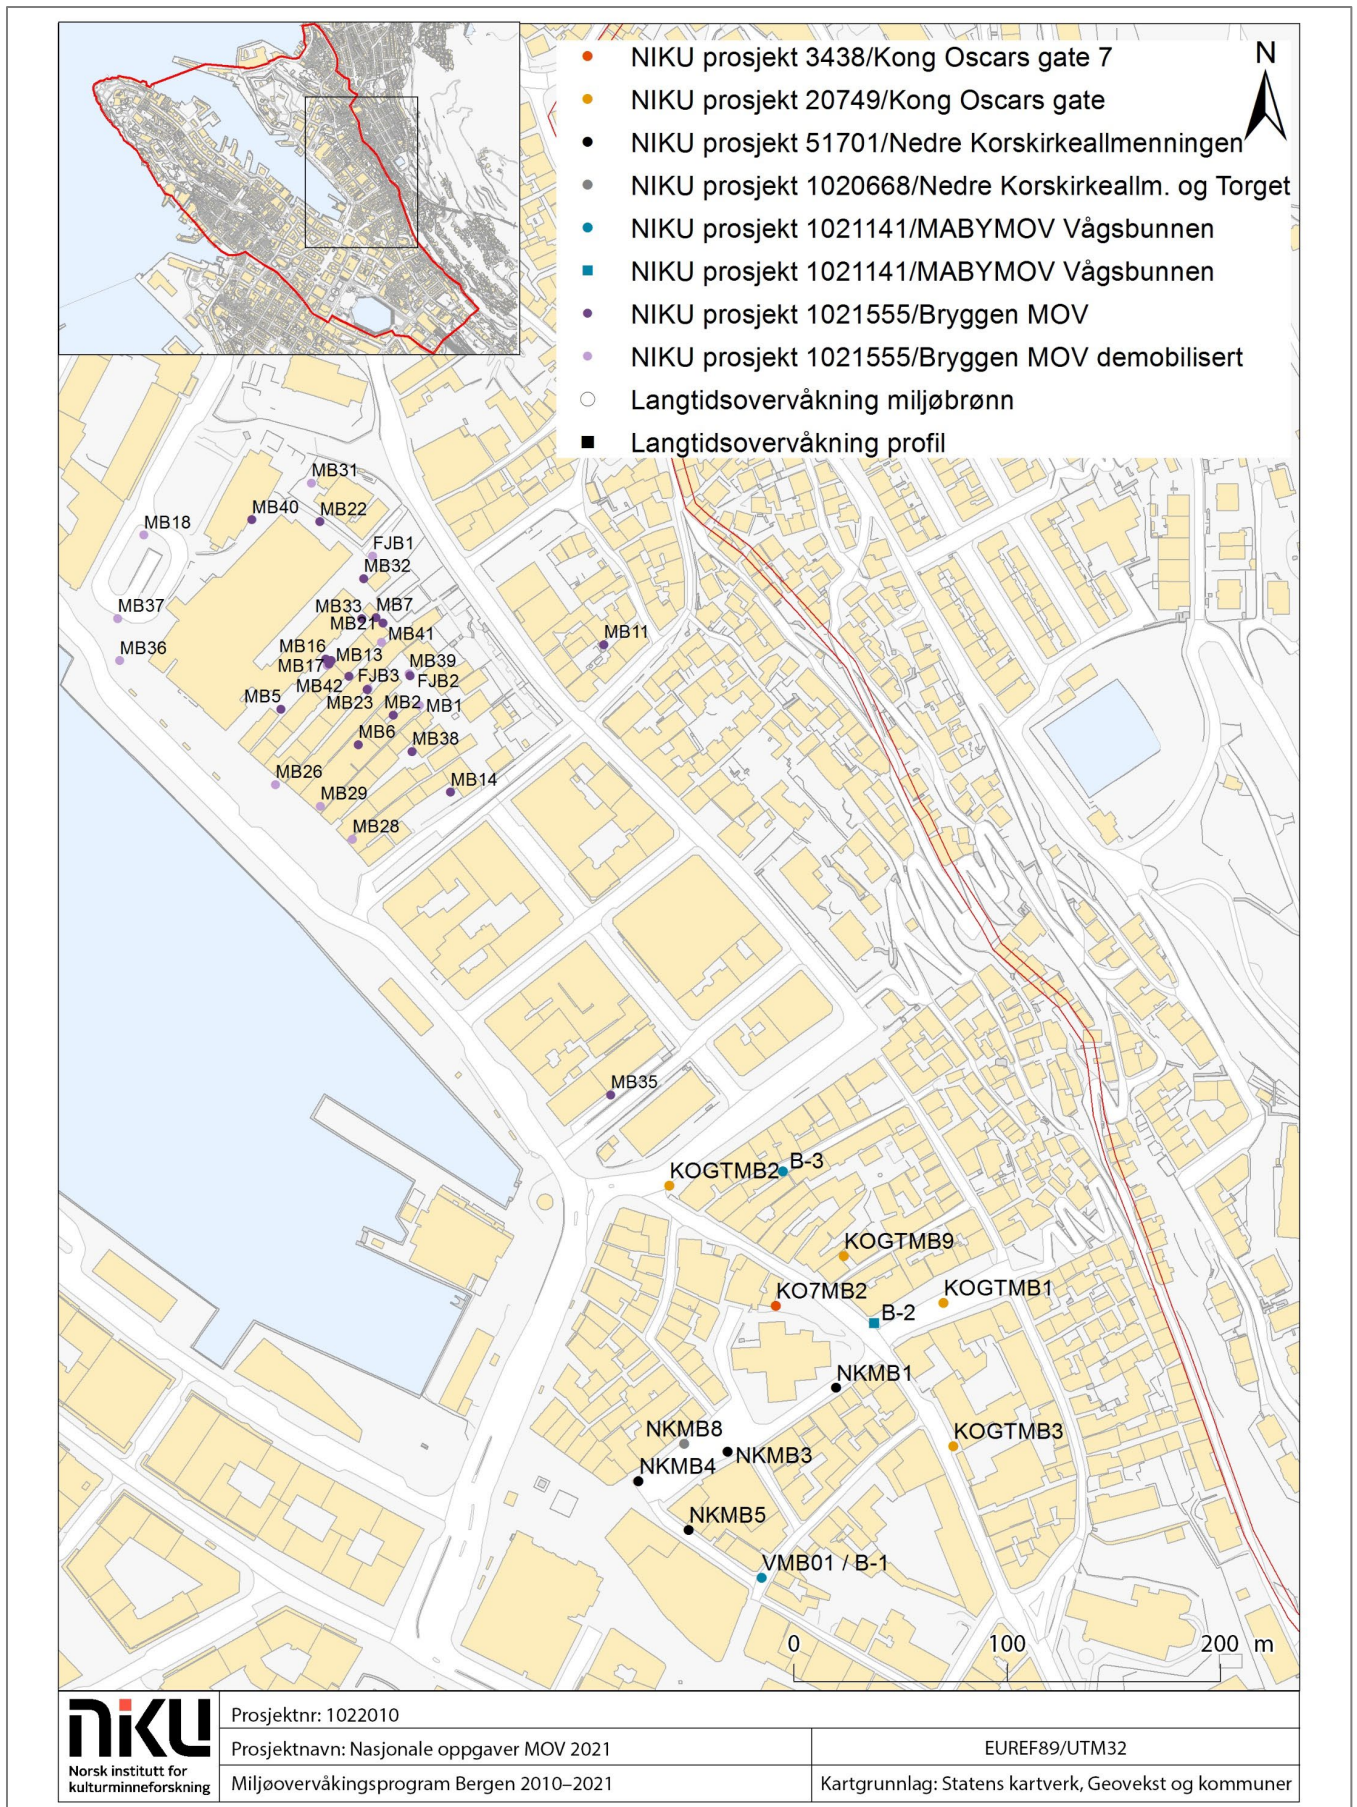 NIKU prosjekt 3438/Kong Oscars gate 7
NIKU prosjekt 20749/Kong Oscars gate
NIKU prosjekt 51701/Nedre Korskirkeallmenningen
NIKU prosjekt 1020668/Nedre Korskirkeallm. og Torget
NIKU prosjekt 1021141/MABYMOV Vågsbunnen
NIKU prosjekt 1021141/MABYMOV Vågsbunnen
NIKU prosjekt 1021555/Bryggen MOV
NIKU prosjekt 1021555/Bryggen MOV demobilisert
Langtidsovervåkning miljøbrønn
Langtidsovervåkning profil
N
MB31
MB40
MB22
MB18
FJB1
MB32
MB37
MB33
MB7
MB21
MB41
MB11
MB36
MB16
MB13
MB17
MB39
MB42
FJB3
FJB2
MB5
MB23
MB2
MB1
MB6
MB38
MB26
MB14
MB29
MB28
MB35
KOGTMB2
B-3
KOGTMB9
KO7MB2
KOGTMB1
B-2
NKMB1
NKMB8
NKMB3
KOGTMB3
NKMB4
NKMB5
VMB01 / B-1
0 100 200 m
niku
Norsk institutt for
kulturminneforskning
Prosjektnr: 1022010
Prosjektnavn: Nasjonale oppgaver MOV 2021
EUREF89/UTM32
Miljøovervåkingsprogram Bergen 2010–2021
Kartgrunnlag: Statens kartverk, Geovekst og kommuner